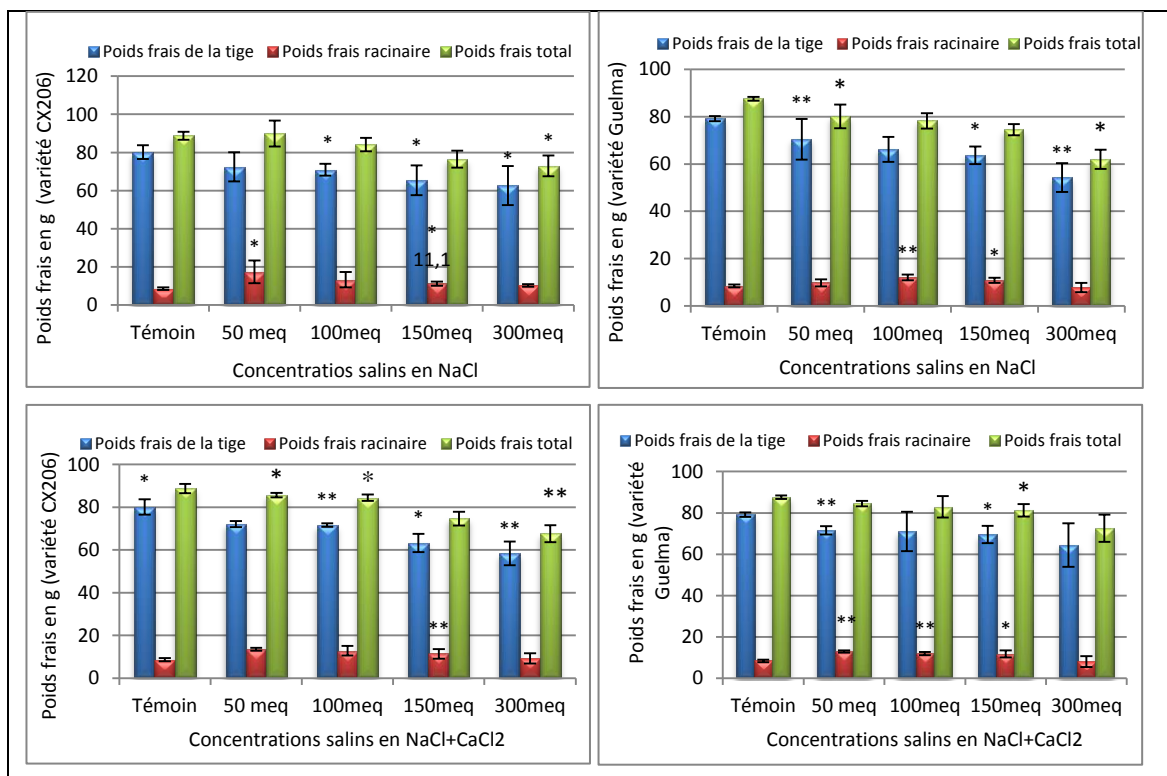 Poids frais de la tige Poids frais racinaire Poids frais total
Poids frais en g (variété CX206)
120
100
80
60
40
20
0
* * *
* * *
11,1
Témoin 50 meq 100meq 150meq 300meq
Concentratios salins en NaCl
Poids frais de la tige Poids frais racinaire Poids frais total
Poids frais en g (variété Guelma)
100
80
60
40
20
0
** * * ** *
** *
Témoin 50 meq 100meq 150meq 300meq
Concentrations salins en NaCl
Poids frais de la tige Poids frais racinaire Poids frais total
Poids frais en g (variété CX206)
100
80
60
40
20
0
* * ** * * ** **
**
Témoin 50 meq 100meq 150meq 300meq
Concentrations salins en NaCl+CaCl2
Poids frais de la tige Poids frais racinaire Poids frais total
Poids frais en g (variété
Guelma)
100
80
60
40
20
0
** * *
** ** *
Témoin 50 meq 100meq 150meq 300meq
Concentrations salins en NaCl+CaCl2